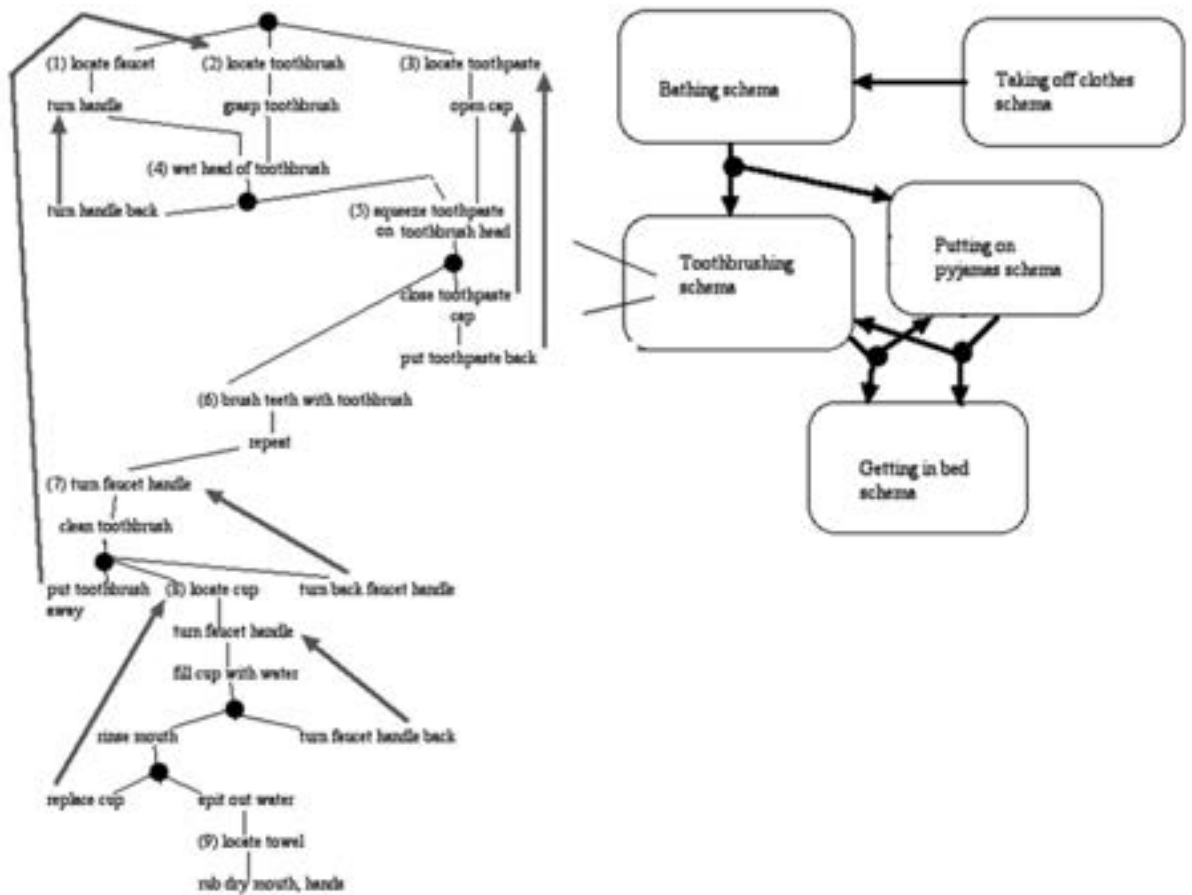 (1) locate faucet
(2) locate toothbrush
(3) locate toothpaste
turn handle
grasp toothbrush
open cap
(4) wet head of toothbrush
turn handle back
(5) squeeze toothpaste
on toothbrush head
close toothpaste
cap
put toothpaste back
(6) brush teeth with toothbrush
repeat
(7) turn faucet handle
clean toothbrush
put toothbrush
away
(8) locate cup
turn back faucet handle
turn faucet handle
fill cup with water
rinse mouth
turn faucet handle back
replace cup
spit out water
(9) locate towel
rub dry mouth, hands
Bathing schema
Taking off clothes
schema
Toothbrushing
schema
Putting on
pyjamas schema
Getting in bed
schema